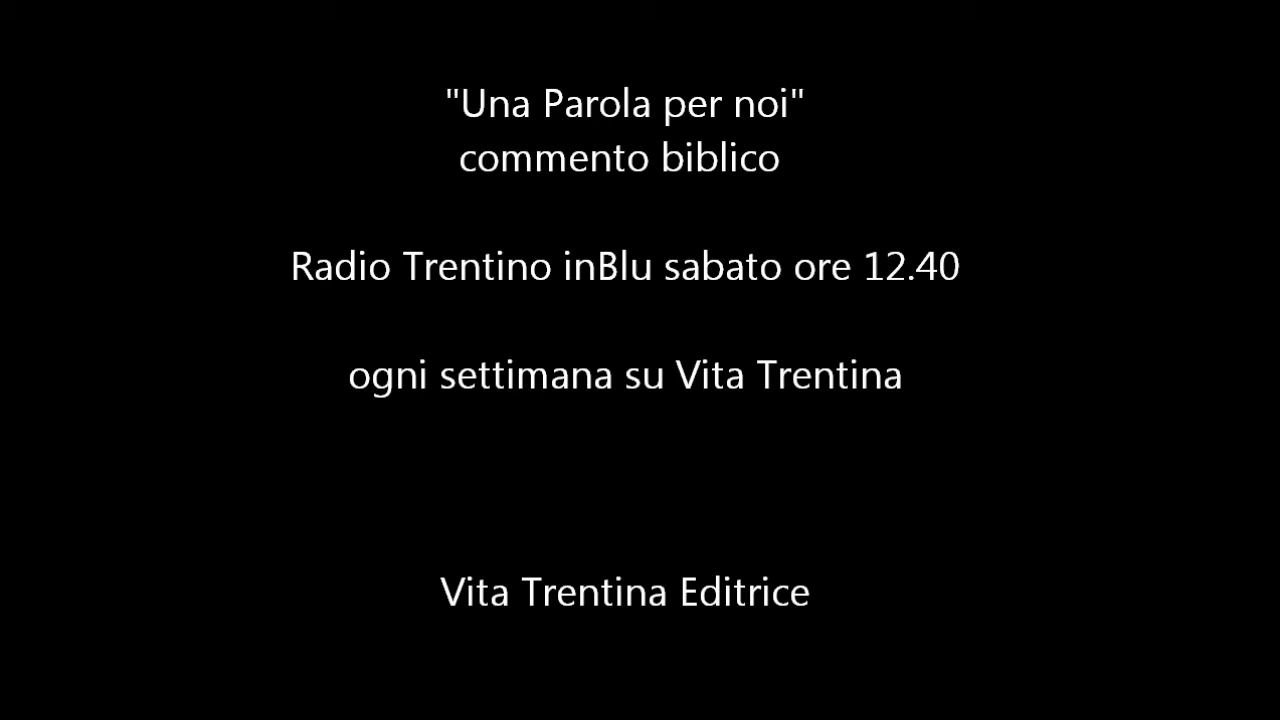 "Una Parola per noi"
commento biblico
Radio Trentino inBlu sabato ore 12.40
ogni settimana su Vita Trentina
Vita Trentina Editrice